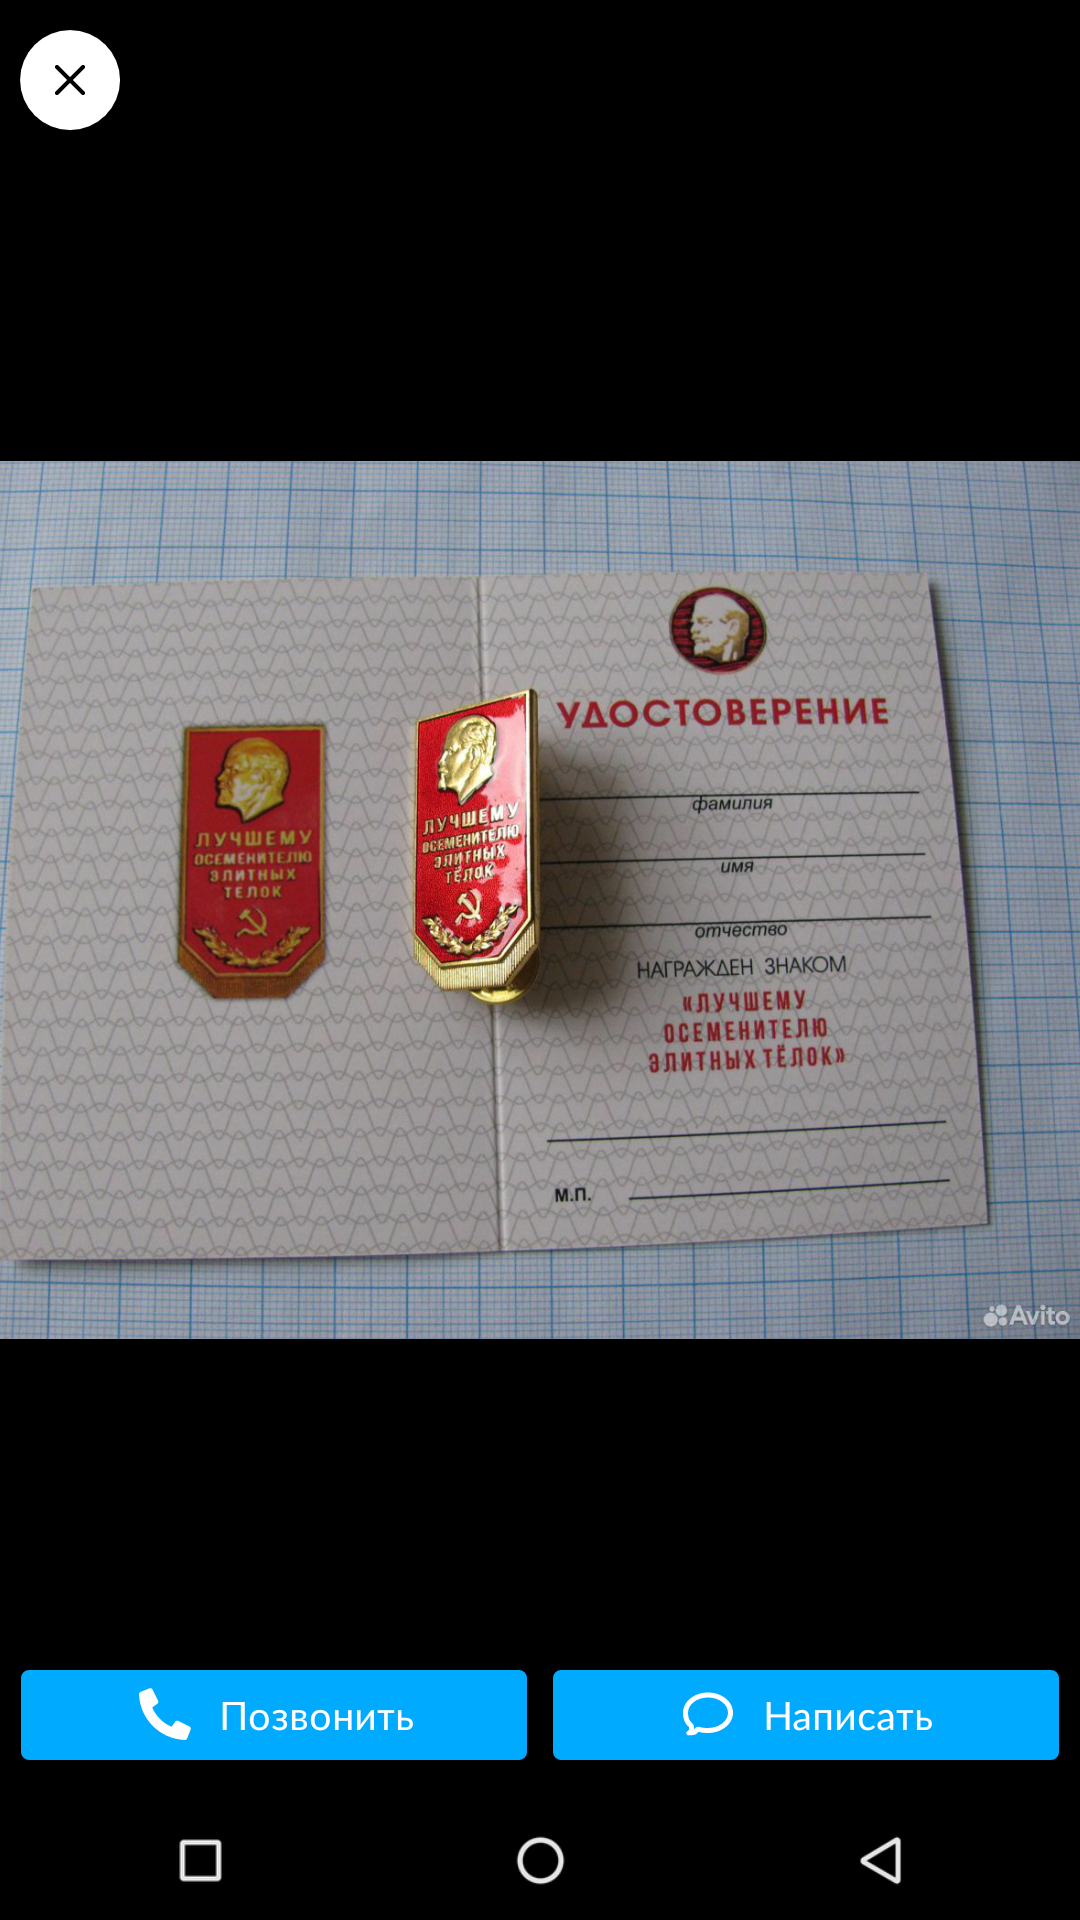 ЛУЧШЕМУ
ОСЕМЕНИТЕЛЮ
ЭЛИТНЫХ
ТЕЛОК
ЛУЧШЕМУ
ОСЕМЕНИТЕЛЮ
ЭЛИТНЫХ
ТЁЛОК
УДОСТОВЕРЕНИЕ
фамилия
имя
отчество
НАГРАЖДЕН ЗНАКОМ
«ЛУЧШЕМУ
ОСЕМЕНИТЕЛЮ
ЭЛИТНЫХ ТЁЛОК»
М.П.
Avito
Позвонить
Написать